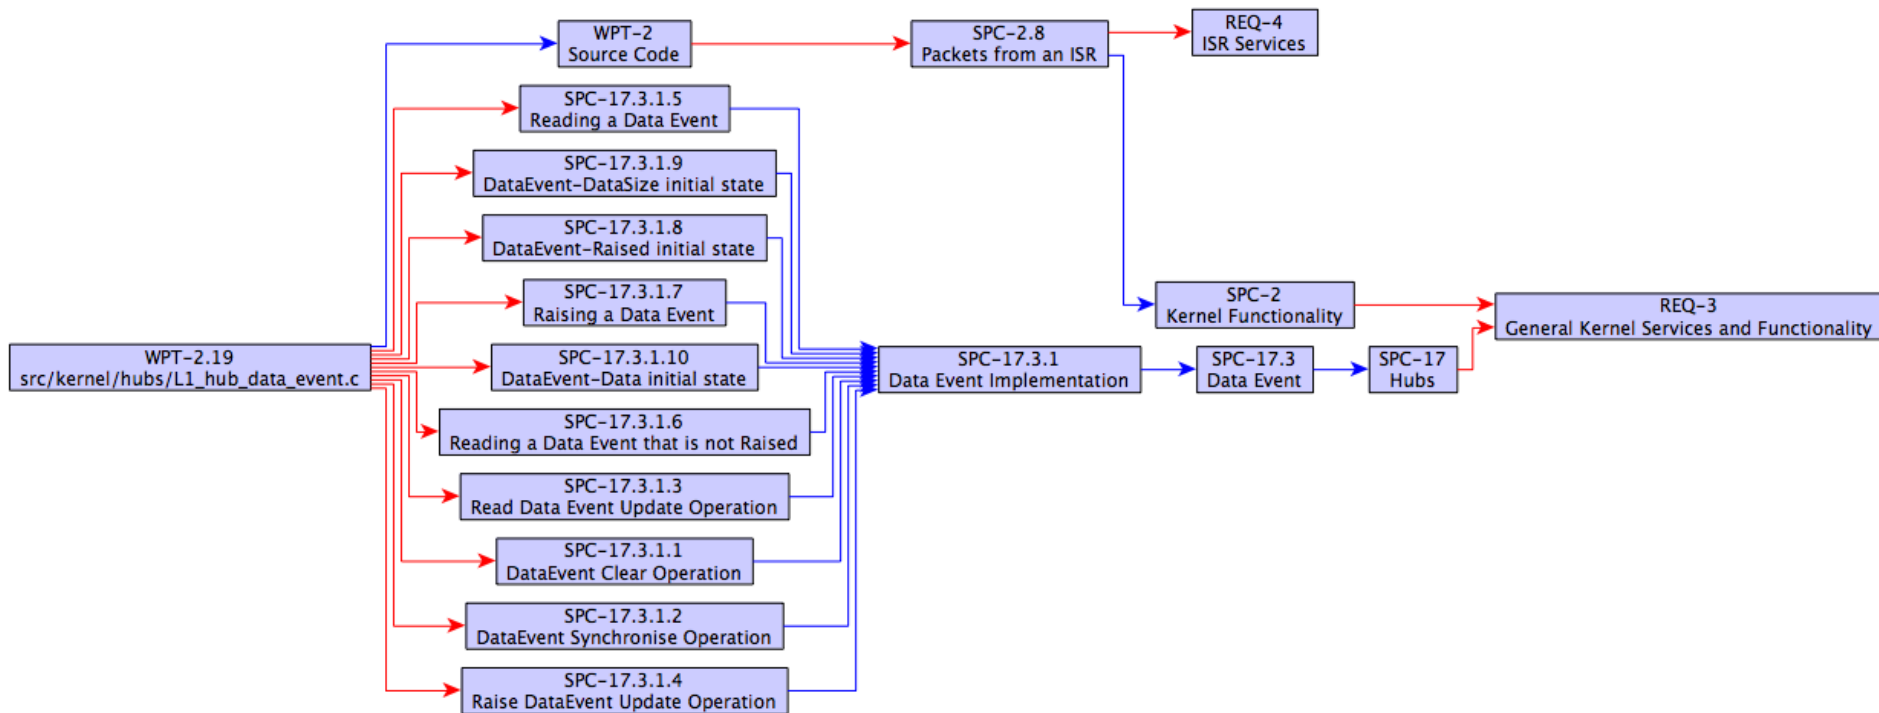 WPT-2
Source Code
SPC-2.8
Packets from an ISR
REQ-4
ISR Services
SPC-17.3.1.5
Reading a Data Event
SPC-17.3.1.9
DataEvent-DataSize initial state
SPC-17.3.1.8
DataEvent-Raised initial state
SPC-17.3.1.7
Raising a Data Event
SPC-2
Kernel Functionality
REQ-3
General Kernel Services and Functionality
WPT-2.19
src/kernel/hubs/L1_hub_data_event.c
SPC-17.3.1.10
DataEvent-Data initial state
SPC-17.3.1
Data Event Implementation
SPC-17.3
Data Event
SPC-17
Hubs
SPC-17.3.1.6
Reading a Data Event that is not Raised
SPC-17.3.1.3
Read Data Event Update Operation
SPC-17.3.1.1
DataEvent Clear Operation
SPC-17.3.1.2
DataEvent Synchronise Operation
SPC-17.3.1.4
Raise DataEvent Update Operation